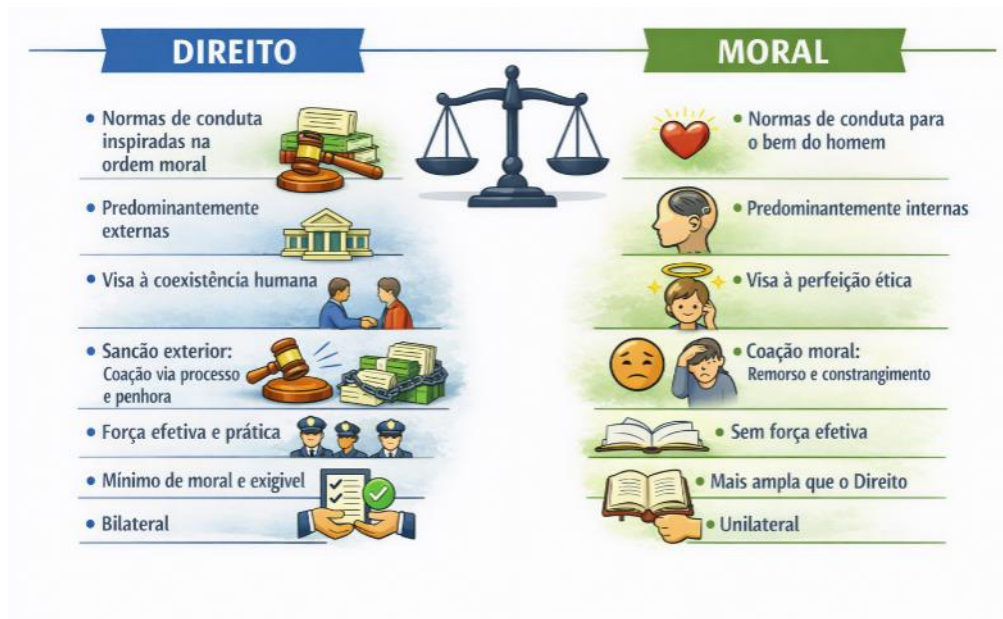 DIREITO
• Normas de conduta
inspiradas na
ordem moral
• Predominantemente
externas
• Visa à coexistência humana
• Sancão exterior:
Coação via processo
e penhora
• Força efetiva e prática
• Mínimo de moral e exigivel
• Bilateral
MORAL
• Normas de conduta para
o bem do homem
• Predominantemente internas
• Visa à perfeição ética
• Coação moral:
Remorso e constrangimento
• Sem força efetiva
• Mais ampla que o Direito
• Unilateral